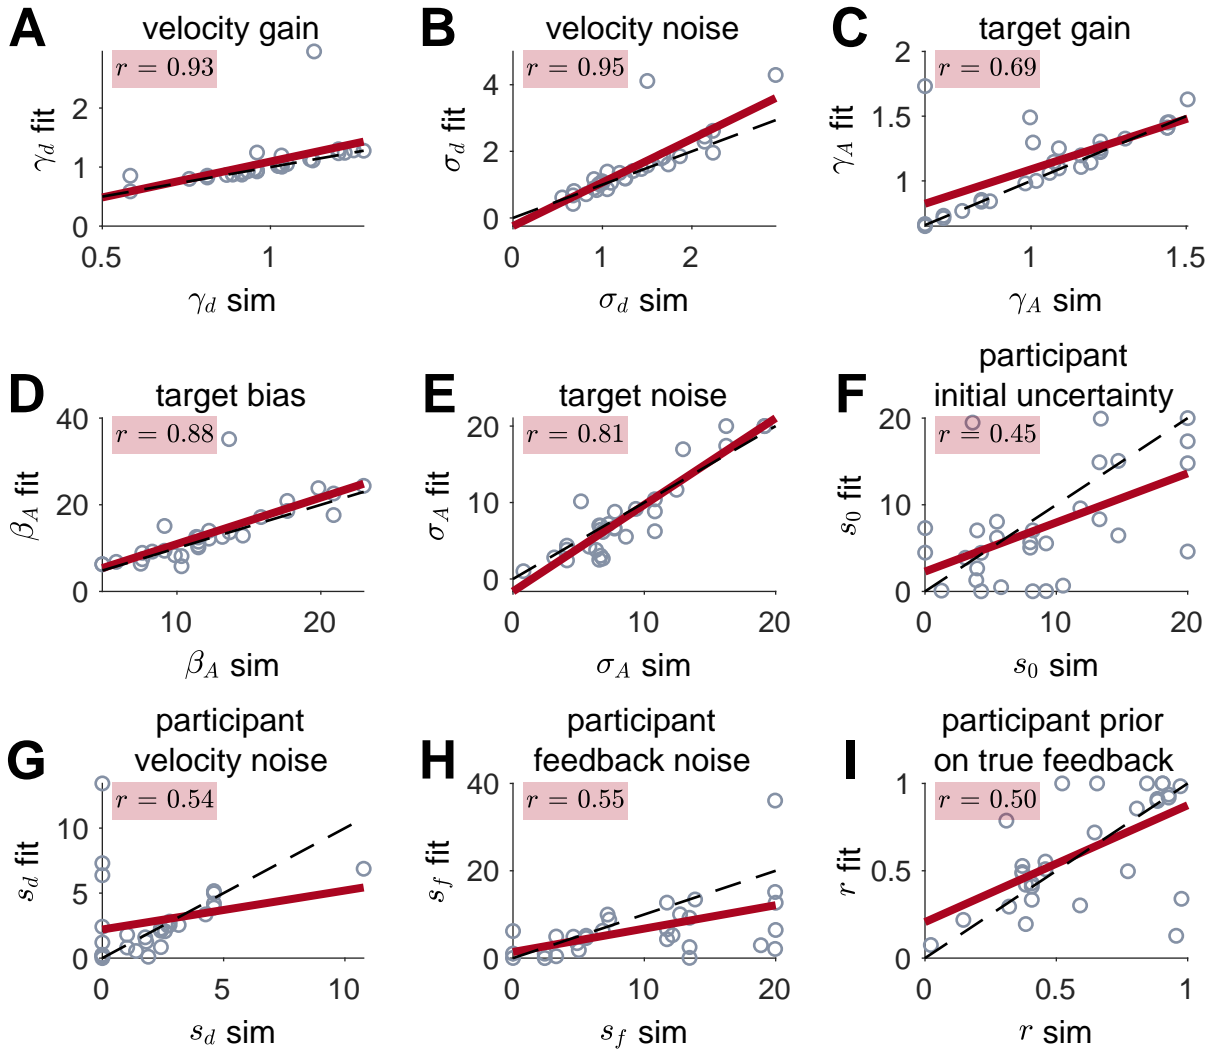 A
velocity gain
r = 0.93
γd fit
2
1
0
0.5
1
γd sim
B
velocity noise
r = 0.95
σd fit
4
2
0
0
1
2
σd sim
C
target gain
r = 0.69
γA fit
2
1.5
1
1
1.5
γA sim
D
target bias
r = 0.88
βA fit
40
20
0
10
20
βA sim
E
target noise
r = 0.81
σA fit
20
10
0
0
10
20
σA sim
F
participant
initial uncertainty
r = 0.45
s0 fit
20
10
0
0
10
20
s0 sim
G
participant
velocity noise
r = 0.54
sd fit
10
5
0
0
5
10
sd sim
H
participant
feedback noise
r = 0.55
sf fit
40
20
0
0
10
20
sf sim
I
participant prior
on true feedback
r = 0.50
r fit
1
0.5
0
0
0.5
1
r sim